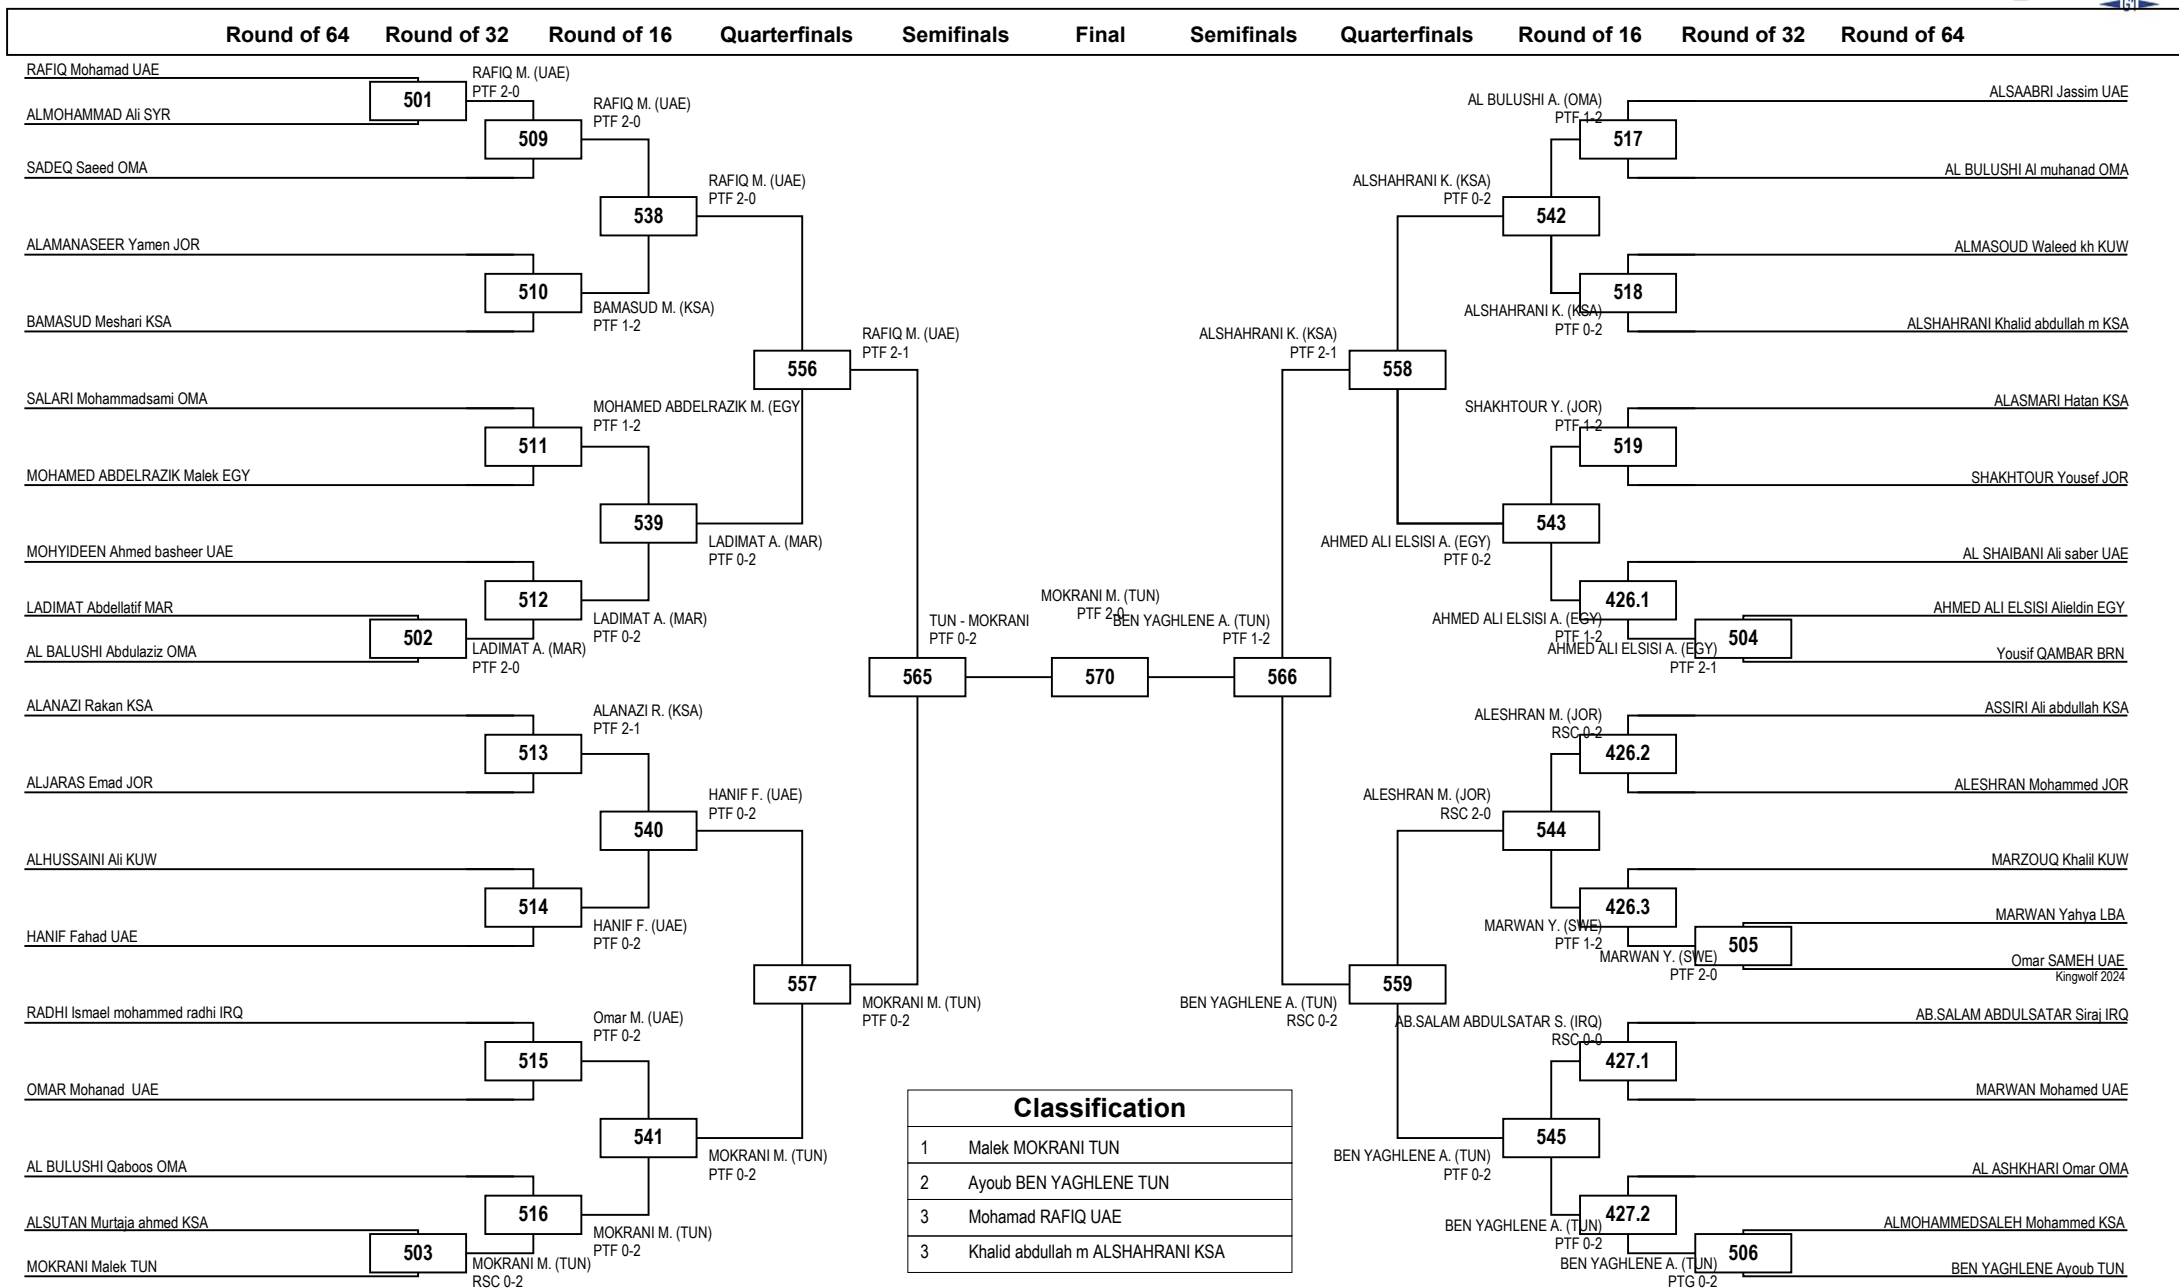 Round of 64 Round of 32 Round of 16 Quarterfinals Semifinals Final Semifinals Quarterfinals Round of 16 Round of 32 Round of 64
RAFIQ Mohamad UAE
ALMOHAMMAD Ali SYR
SADEQ Saeed OMA
ALAMANASEER Yamen JOR
BAMASUD Meshari KSA
SALARI Mohammadsami OMA
MOHAMED ABDELRAZIK Malek EGY
MOHYIDEEN Ahmed basheer UAE
LADIMAT Abdellatif MAR
AL BALUSHI Abdulaziz OMA
ALANAZI Rakan KSA
ALJARAS Emad JOR
ALHUSSAINI Ali KUW
HANIF Fahad UAE
RADHI Ismael mohammed radhi IRQ
OMAR Mohanad UAE
AL BULUSHI Qaboos OMA
ALSUTAN Murtaja ahmed KSA
MOKRANI Malek TUN
501
RAFIQ M. (UAE)
PTF 2-0
502
LADIMAT A. (MAR)
PTF 2-0
503
MOKRANI M. (TUN)
RSC 0-2
509
RAFIQ M. (UAE)
PTF 2-0
510
BAMASUD M. (KSA)
PTF 1-2
511
MOHAMED ABDELRAZIK M. (EGY
PTF 1-2
512
LADIMAT A. (MAR)
PTF 0-2
513
ALANAZI R. (KSA)
PTF 2-1
514
HANIF F. (UAE)
PTF 0-2
515
Omar M. (UAE)
PTF 0-2
516
MOKRANI M. (TUN)
PTF 0-2
538
RAFIQ M. (UAE)
PTF 2-0
539
LADIMAT A. (MAR)
PTF 0-2
540
HANIF F. (UAE)
PTF 0-2
541
MOKRANI M. (TUN)
PTF 0-2
556
RAFIQ M. (UAE)
PTF 2-1
557
MOKRANI M. (TUN)
PTF 0-2
565
TUN - MOKRANI
PTF 0-2
MOKRANI M. (TUN)
PTF 2-0
570
BEN YAGHLENE A. (TUN)
PTF 1-2
566
ALSHAHRANI K. (KSA)
PTF 2-1
558
BEN YAGHLENE A. (TUN)
RSC 0-2
559
ALSHAHRANI K. (KSA)
PTF 0-2
542
AHMED ALI ELSISI A. (EGY)
PTF 0-2
543
ALESHRAN M. (JOR)
RSC 2-0
544
BEN YAGHLENE A. (TUN)
PTF 0-2
545
AL BULUSHI A. (OMA)
PTF 1-2
517
ALSHAHRANI K. (KSA)
PTF 0-2
518
SHAKHTOUR Y. (JOR)
PTF 1-2
519
AHMED ALI ELSISI A. (EGY)
PTF 1-2
426.1
ALESHRAN M. (JOR)
RSC 0-2
426.2
MARWAN Y. (SWE)
PTF 1-2
426.3
AB.SALAM ABDULSATAR S. (IRQ)
RSC 0-0
427.1
BEN YAGHLENE A. (TUN)
PTF 0-2
427.2
AHMED ALI ELSISI A. (EGY)
PTF 2-1
504
MARWAN Y. (SWE)
PTF 2-0
505
BEN YAGHLENE A. (TUN)
PTG 0-2
506
ALSAABRI Jassim UAE
AL BULUSHI Al muhanad OMA
ALMASOUD Waleed kh KUW
ALSHAHRANI Khalid abdullah m KSA
ALASMARI Hatan KSA
SHAKHTOUR Yousef JOR
AL SHAIBANI Ali saber UAE
AHMED ALI ELSISI Alieldin EGY
Yousif QAMBAR BRN
ASSIRI Ali abdullah KSA
ALESHRAN Mohammed JOR
MARZOUQ Khalil KUW
MARWAN Yahya LBA
Omar SAMEH UAE
Kingwolf 2024
AB.SALAM ABDULSATAR Siraj IRQ
MARWAN Mohamed UAE
AL ASHKHARI Omar OMA
ALMOHAMMEDSALEH Mohammed KSA
BEN YAGHLENE Ayoub TUN
Classification
1 Malek MOKRANI TUN
2 Ayoub BEN YAGHLENE TUN
3 Mohamad RAFIQ UAE
3 Khalid abdullah m ALSHAHRANI KSA